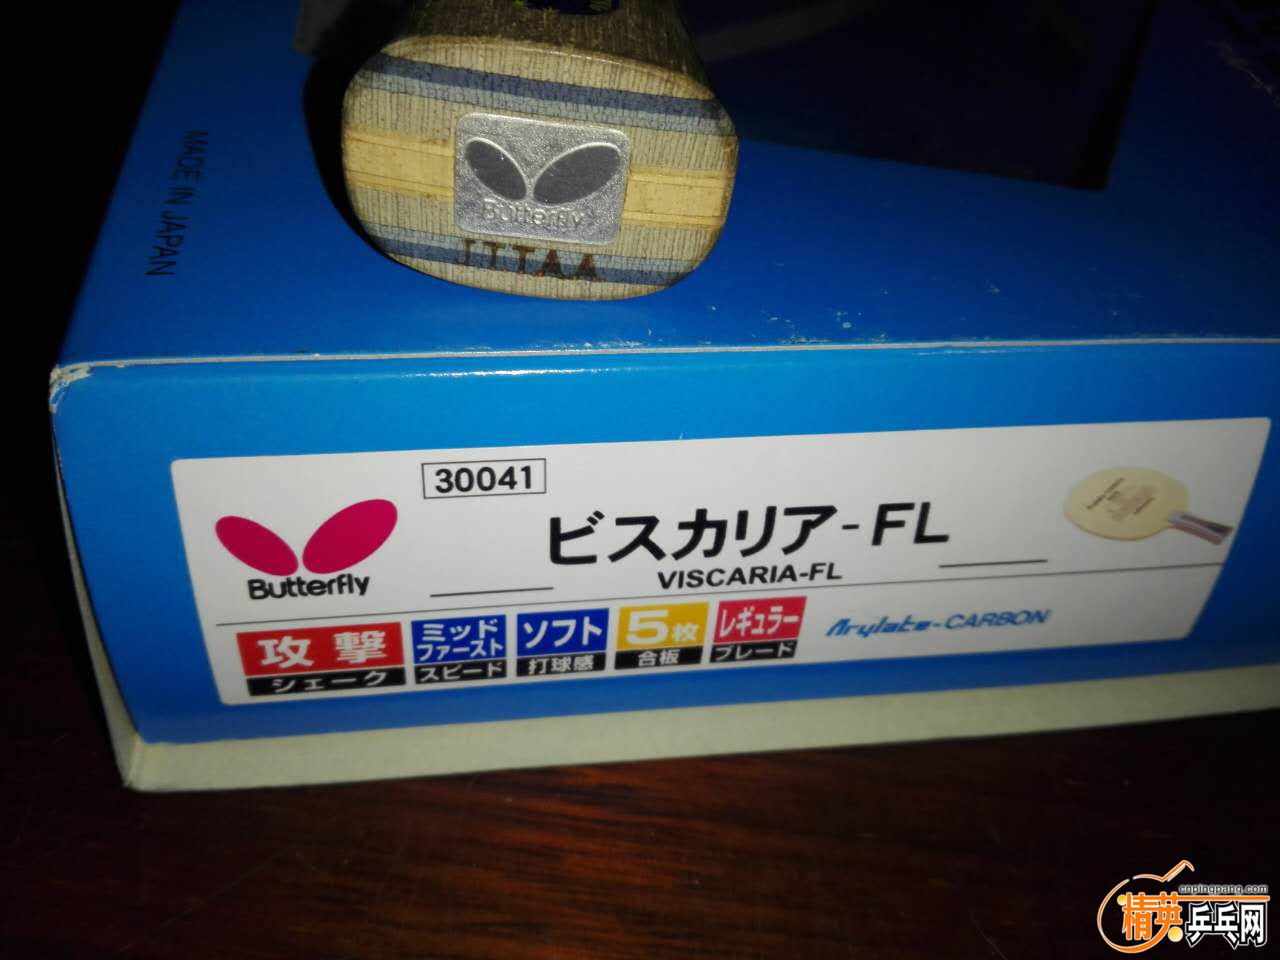 MADE IN JAPAN
Butterfly
JTTAA
30041
ビスカリア-FL
VISCARIA-FL
Butterfly
攻撃
シェーク
ミッド
ファースト
スピード
ソフト
打球感
5枚
合板
レギュラー
ブレード
Arylate-CARBON
cnpingpang.com
精英乒乓网